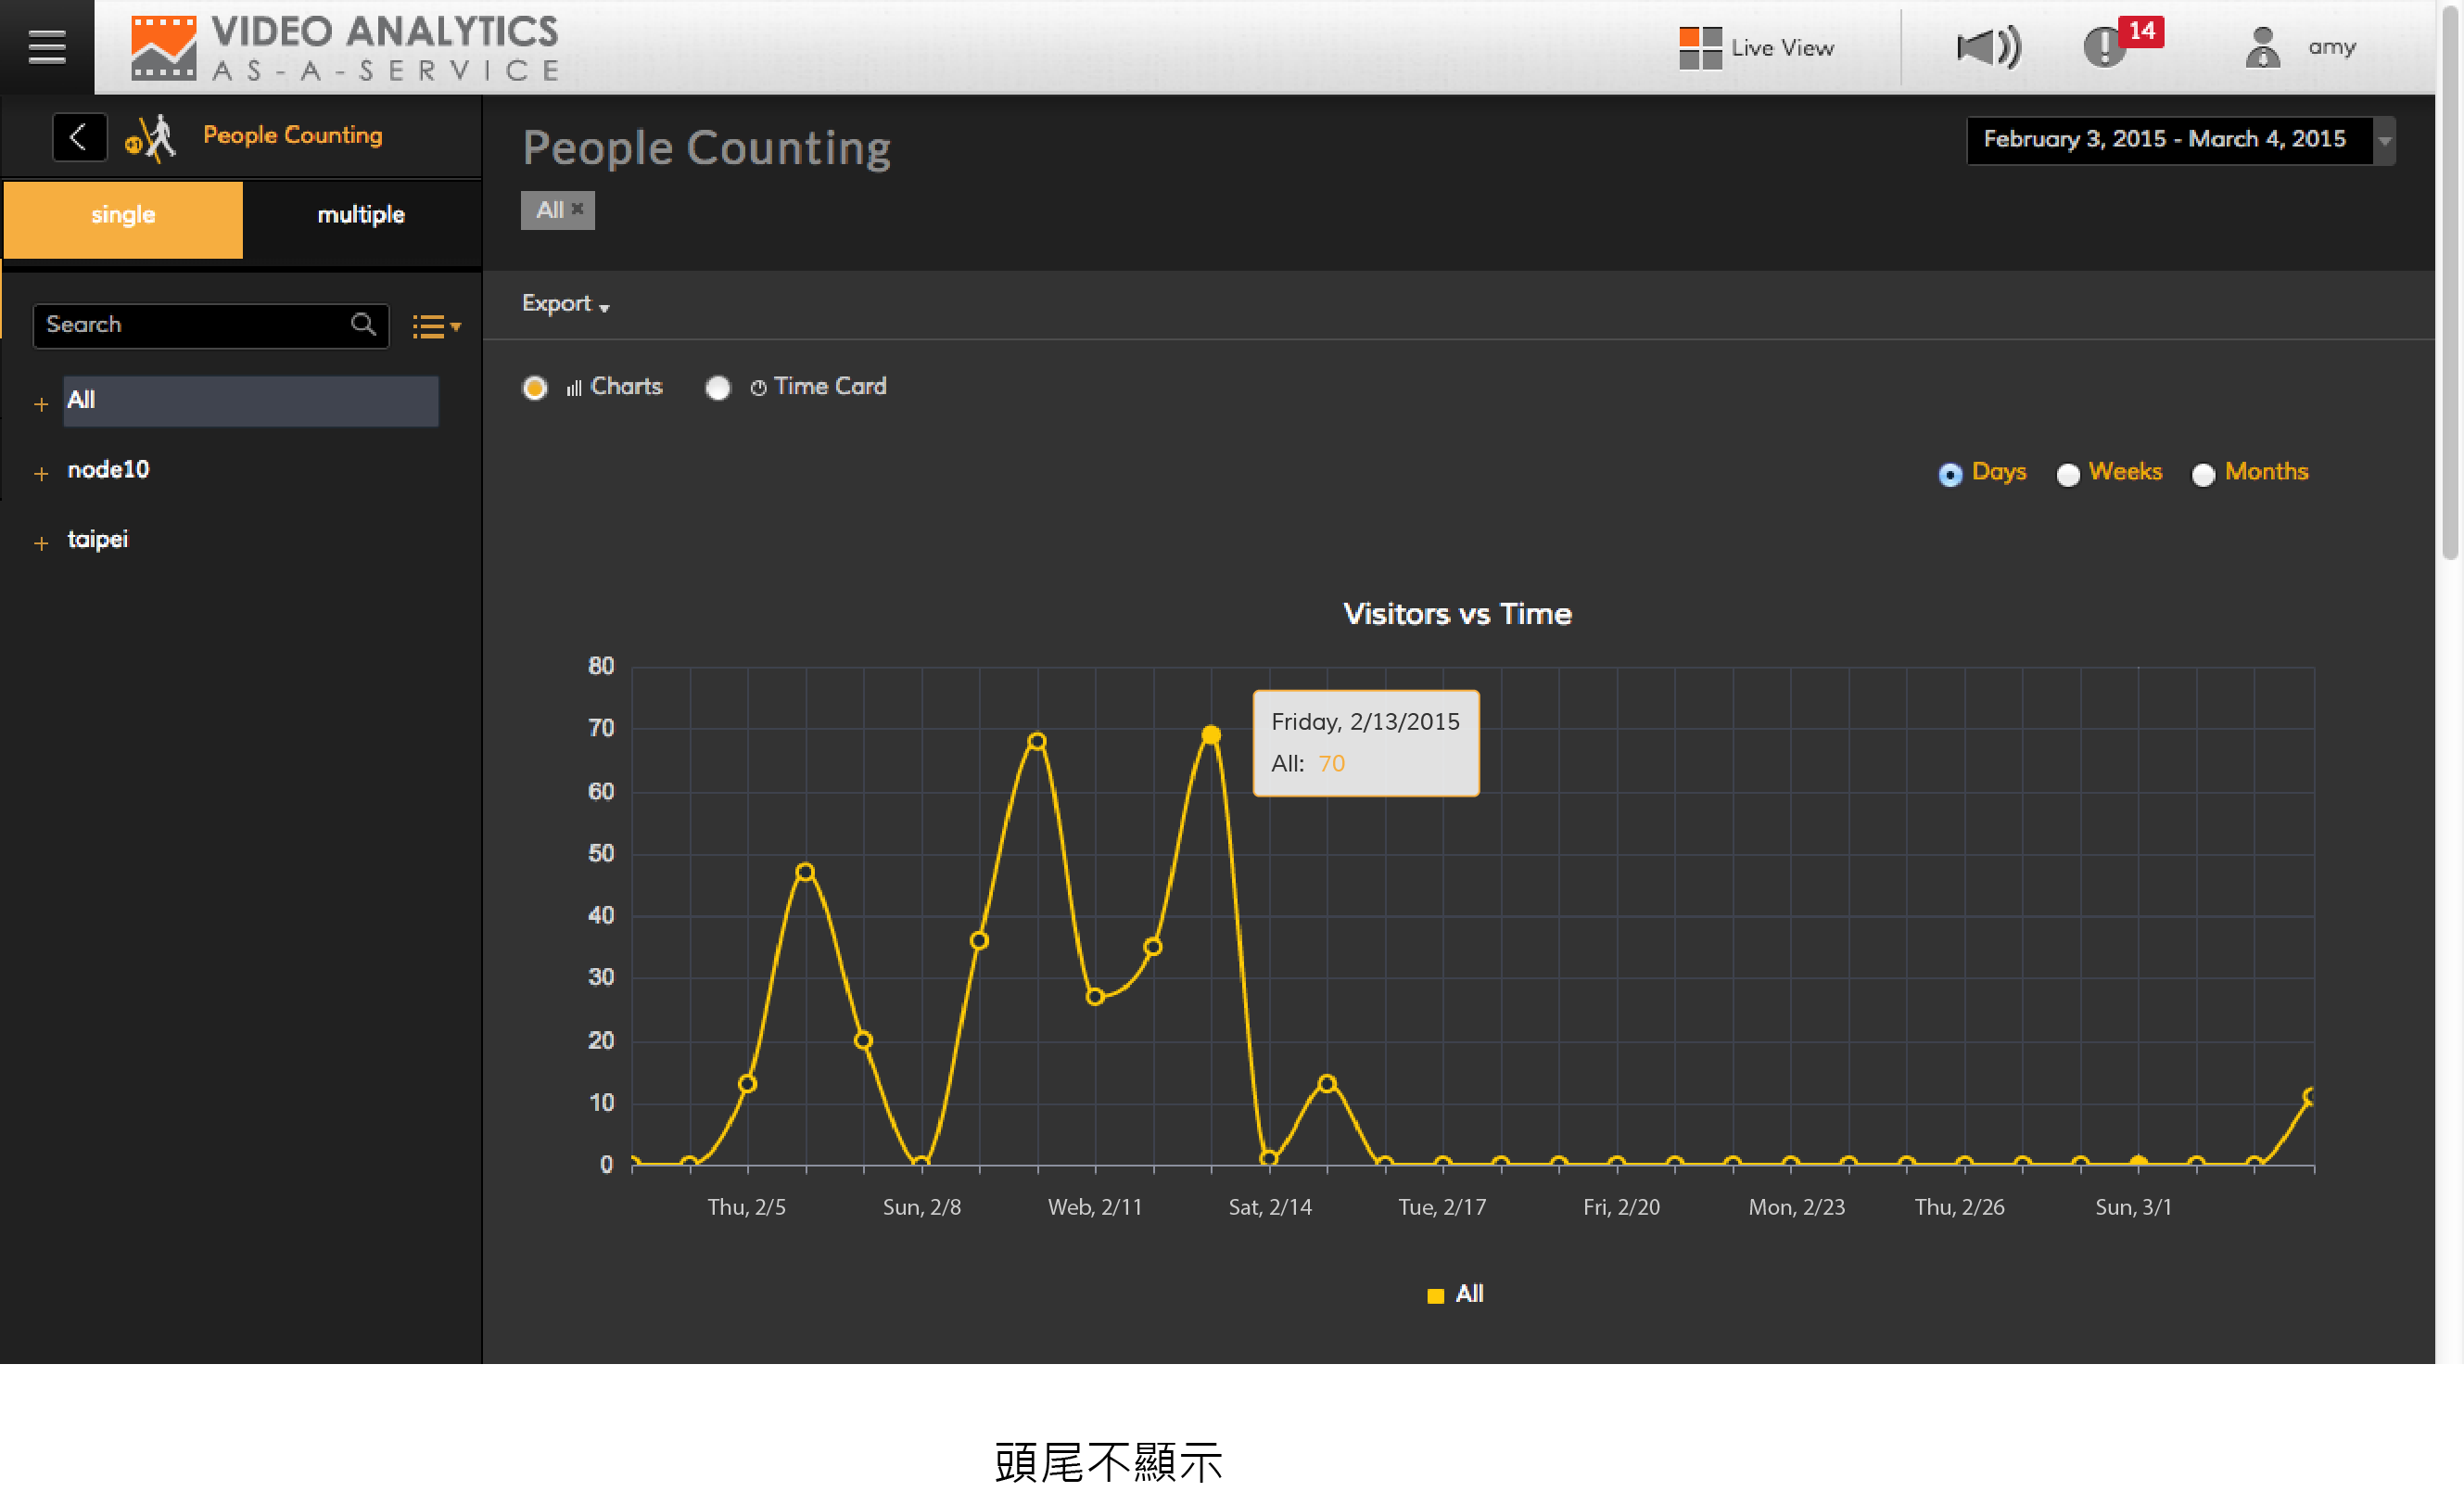 VIDEO ANALYTICS
AS-A-SERVICE
Live View
14
amy
+1
People Counting
single
multiple
Search
+ All
+ node10
+ taipei
People Counting
February 3, 2015 - March 4, 2015
All ×
Export
Charts
Time Card
Days
Weeks
Months
Visitors vs Time
80
70
60
50
40
30
20
10
0
Friday, 2/13/2015
All: 70
Thu, 2/5
Sun, 2/8
Web, 2/11
Sat, 2/14
Tue, 2/17
Fri, 2/20
Mon, 2/23
Thu, 2/26
Sun, 3/1
All
頭尾不顯示